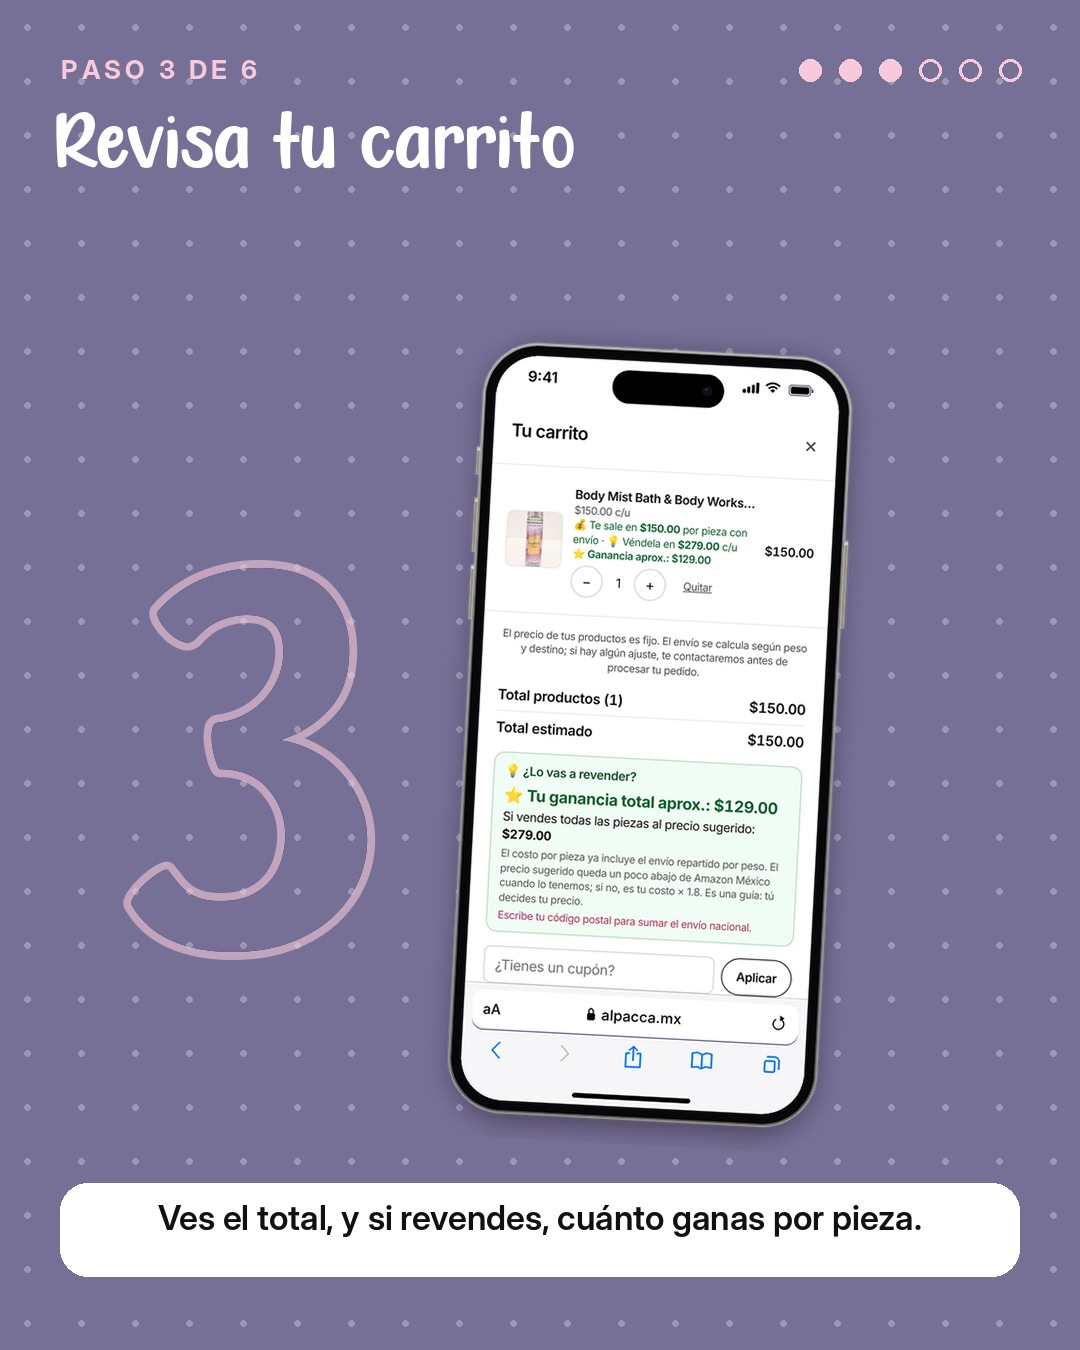 PASO 3 DE 6
Revisa tu carrito
3
9:41
Tu carrito
×
Body Mist Bath & Body Works...
$150.00 c/u
💰 Te sale en $150.00 por pieza con
envío · 💡 Véndela en $279.00 c/u
⭐ Ganancia aprox.: $129.00
$150.00
− 1 + Quitar
El precio de tus productos es fijo. El envío se calcula según peso
y destino; si hay algún ajuste, te contactaremos antes de
procesar tu pedido.
Total productos (1) $150.00
Total estimado $150.00
💡 ¿Lo vas a revender?
⭐ Tu ganancia total aprox.: $129.00
Si vendes todas las piezas al precio sugerido:
$279.00
El costo por pieza ya incluye el envío repartido por peso. El
precio sugerido queda un poco abajo de Amazon México
cuando lo tenemos; si no, es tu costo × 1.8. Es una guía: tú
decides tu precio.
Escribe tu código postal para sumar el envío nacional.
¿Tienes un cupón? Aplicar
aA alpacca.mx
Ves el total, y si revendes, cuánto ganas por pieza.